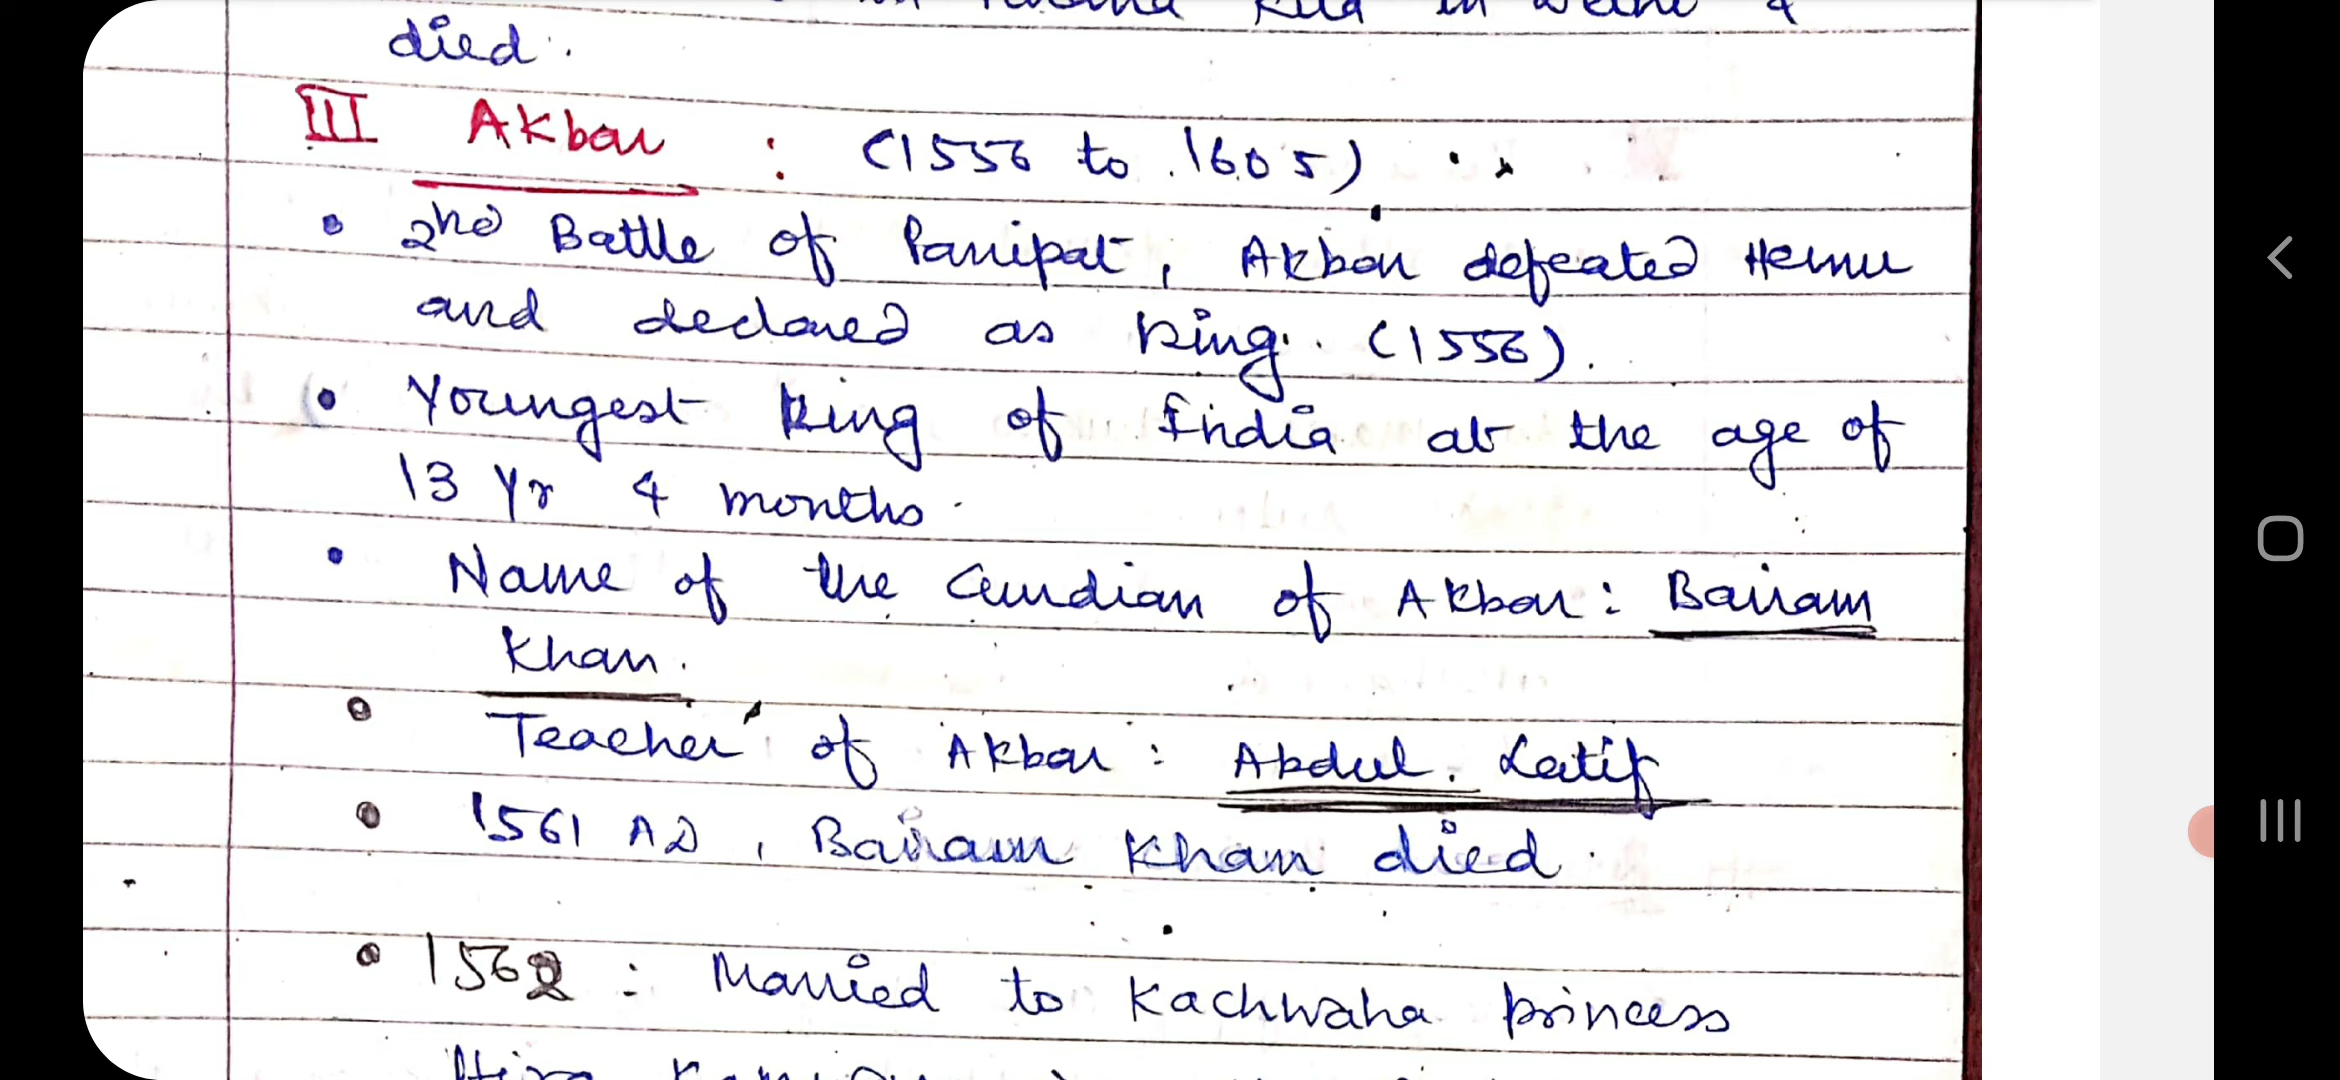 died.
III Akbar : (1556 to 1605)
• 2nd Battle of Panipat, Akbar defeated Hemu
and declared as king. (1556).
• Youngest king of India at the age of
13 Yr 4 months.
• Name of the Gurdian of Akbar: Bairam
Khan.
• Teacher of Akbar: Abdul. Latif
• 1561 AD, Bairam Khan died.
• 1562 : Married to Kachwaha princess